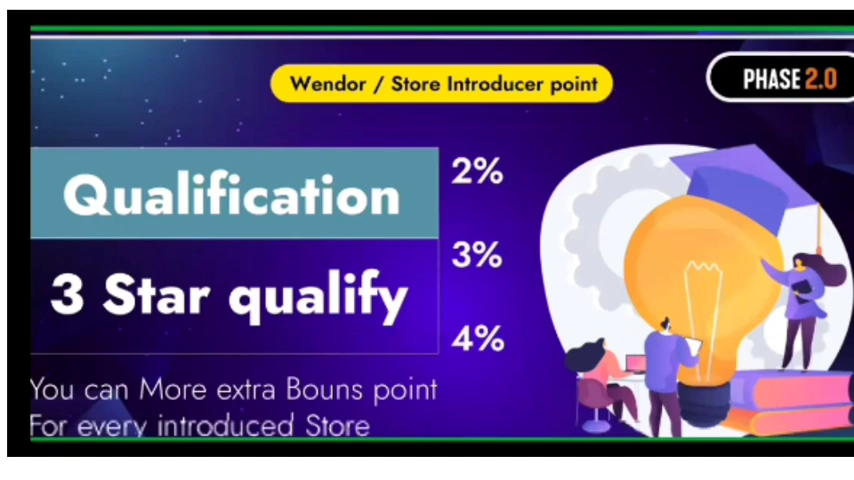 Wendor / Store Introducer point
PHASE 2.0
Qualification
3 Star qualify
2%
3%
4%
You can More extra Bouns point
For every introduced Store